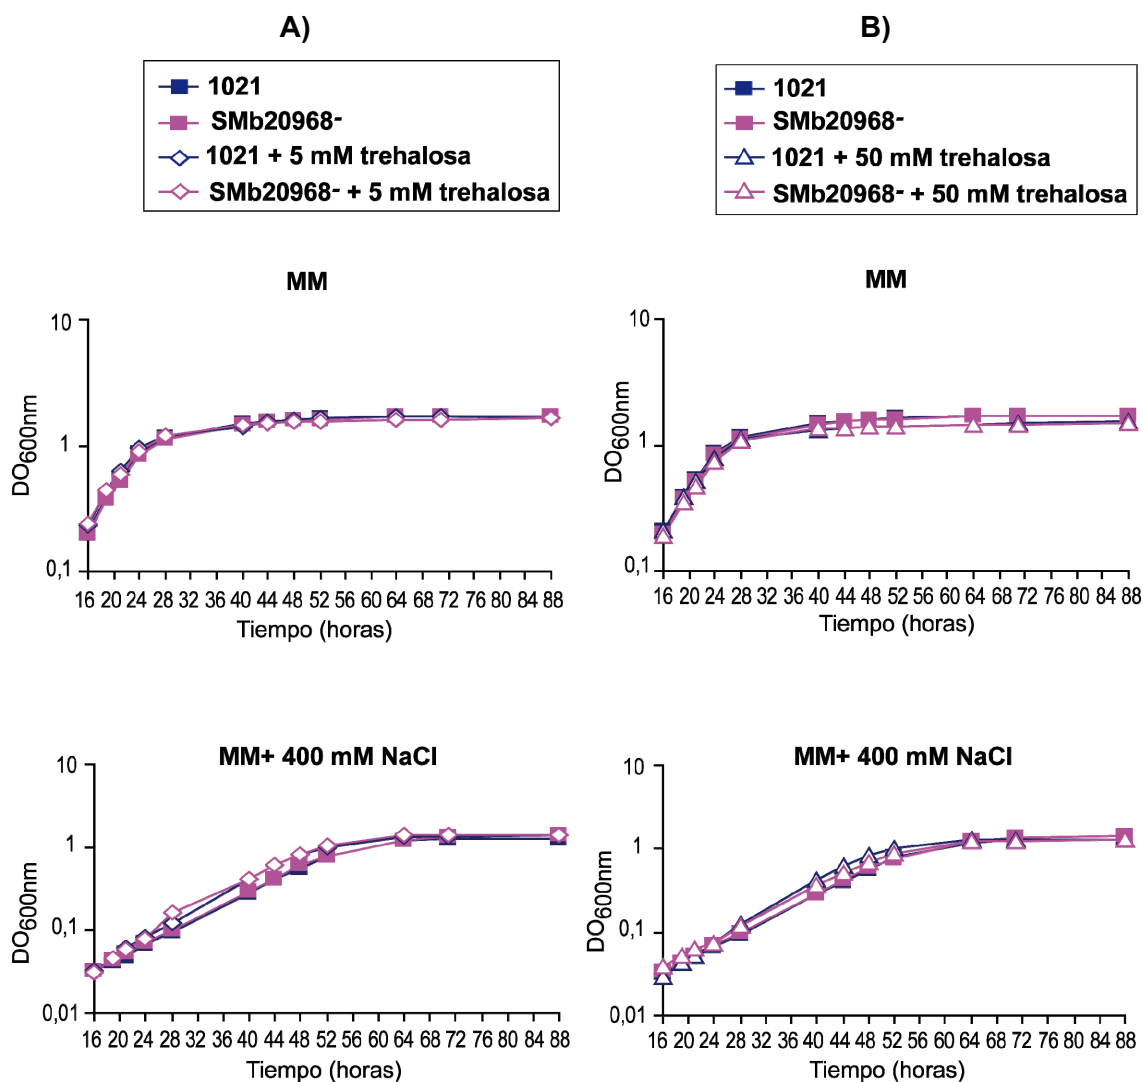 A)
1021
SMb20968-
1021 + 5 mM trehalosa
SMb20968- + 5 mM trehalosa
MM
10
1
0,1
DO600nm
16 20 24 28 32 36 40 44 48 52 56 60 64 68 72 76 80 84 88
Tiempo (horas)
MM+ 400 mM NaCl
10
1
0,1
0,01
DO600nm
16 20 24 28 32 36 40 44 48 52 56 60 64 68 72 76 80 84 88
Tiempo (horas)
B)
1021
SMb20968-
1021 + 50 mM trehalosa
SMb20968- + 50 mM trehalosa
MM
10
1
0,1
DO600nm
16 20 24 28 32 36 40 44 48 52 56 60 64 68 72 76 80 84 88
Tiempo (horas)
MM+ 400 mM NaCl
10
1
0,1
0,01
DO600nm
16 20 24 28 32 36 40 44 48 52 56 60 64 68 72 76 80 84 88
Tiempo (horas)